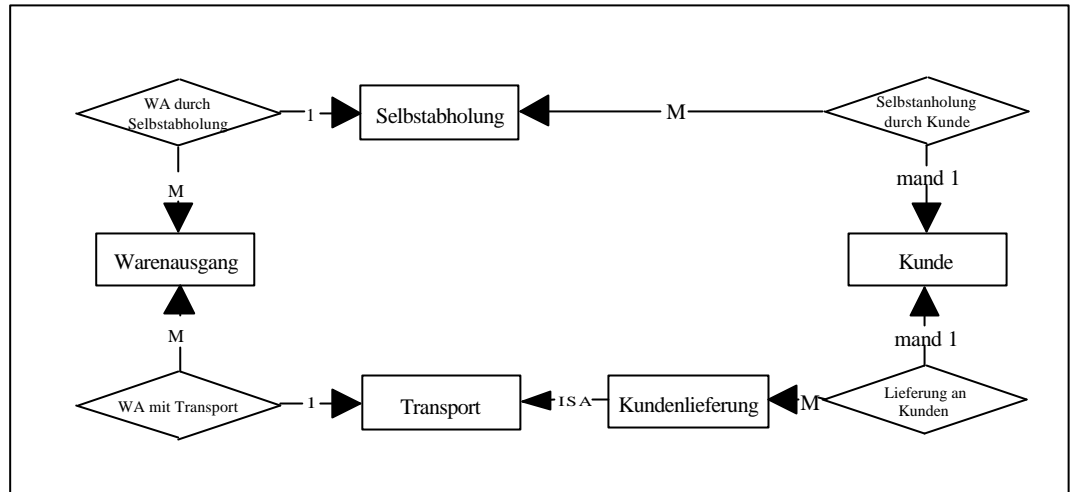 WA durch
Selbstabholung
1
Selbstabholung
M
Selbstanholung
durch Kunde
M
mand 1
Warenausgang
Kunde
M
mand 1
WA mit Transport
1
Transport
ISA
Kundenlieferung
M
Lieferung an
Kunden